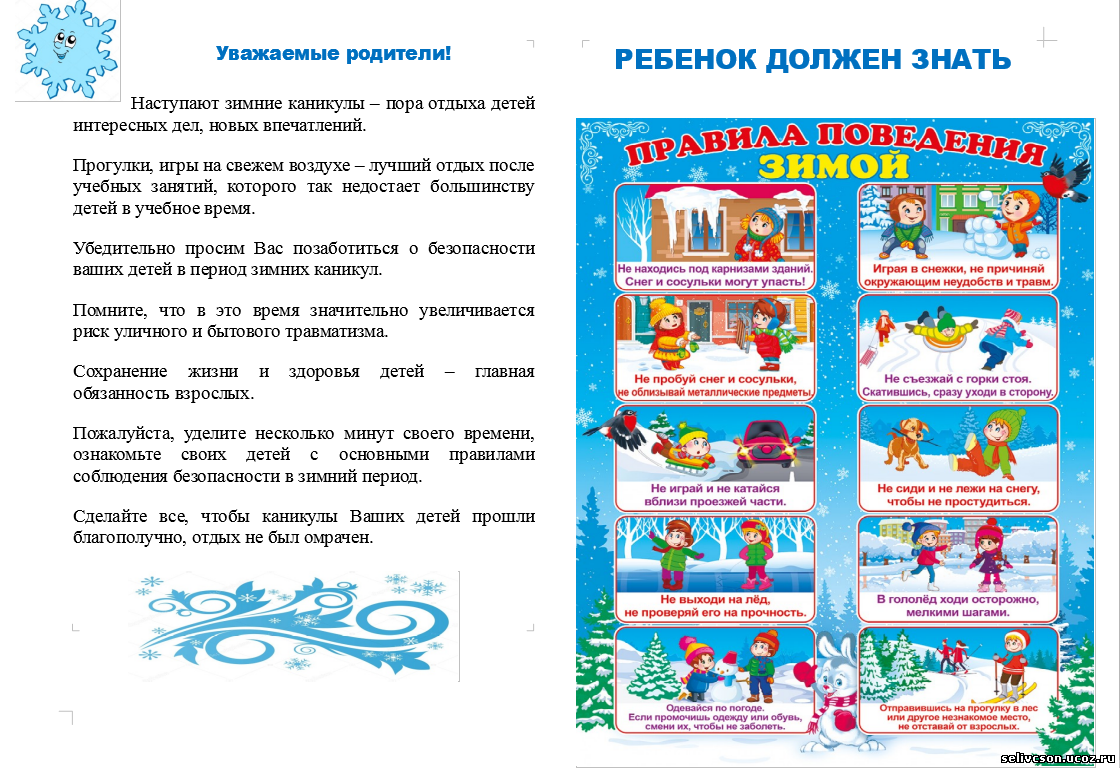 Уважаемые родители!
Наступают зимние каникулы – пора отдыха детей
интересных дел, новых впечатлений.
Прогулки, игры на свежем воздухе – лучший отдых после
учебных занятий, которого так недостает большинству
детей в учебное время.
Убедительно просим Вас позаботиться о безопасности
ваших детей в период зимних каникул.
Помните, что в это время значительно увеличивается
риск уличного и бытового травматизма.
Сохранение жизни и здоровья детей – главная
обязанность взрослых.
Пожалуйста, уделите несколько минут своего времени,
ознакомьте своих детей с основными правилами
соблюдения безопасности в зимний период.
Сделайте все, чтобы каникулы Ваших детей прошли
благополучно, отдых не был омрачен.
РЕБЕНОК ДОЛЖЕН ЗНАТЬ
ПРАВИЛА ПОВЕДЕНИЯ
ЗИМОЙ
Не находись под карнизами зданий.
Снег и сосульки могут упасть!
Играя в снежки, не причиняй
окружающим неудобств и травм.
Не пробуй снег и сосульки,
не облизывай металлические предметы.
Не съезжай с горки стоя.
Скатившись, сразу уходи в сторону.
Не играй и не катайся
вблизи проезжей части.
Не сиди и не лежи на снегу,
чтобы не простудиться.
Не выходи на лёд,
не проверяй его на прочность.
В гололёд ходи осторожно,
мелкими шагами.
Одевайся по погоде.
Если промочишь одежду или обувь,
смени их, чтобы не заболеть.
Отправившись на прогулку в лес
или другое незнакомое место,
не отставай от взрослых.
selivcson.ucoz.ru